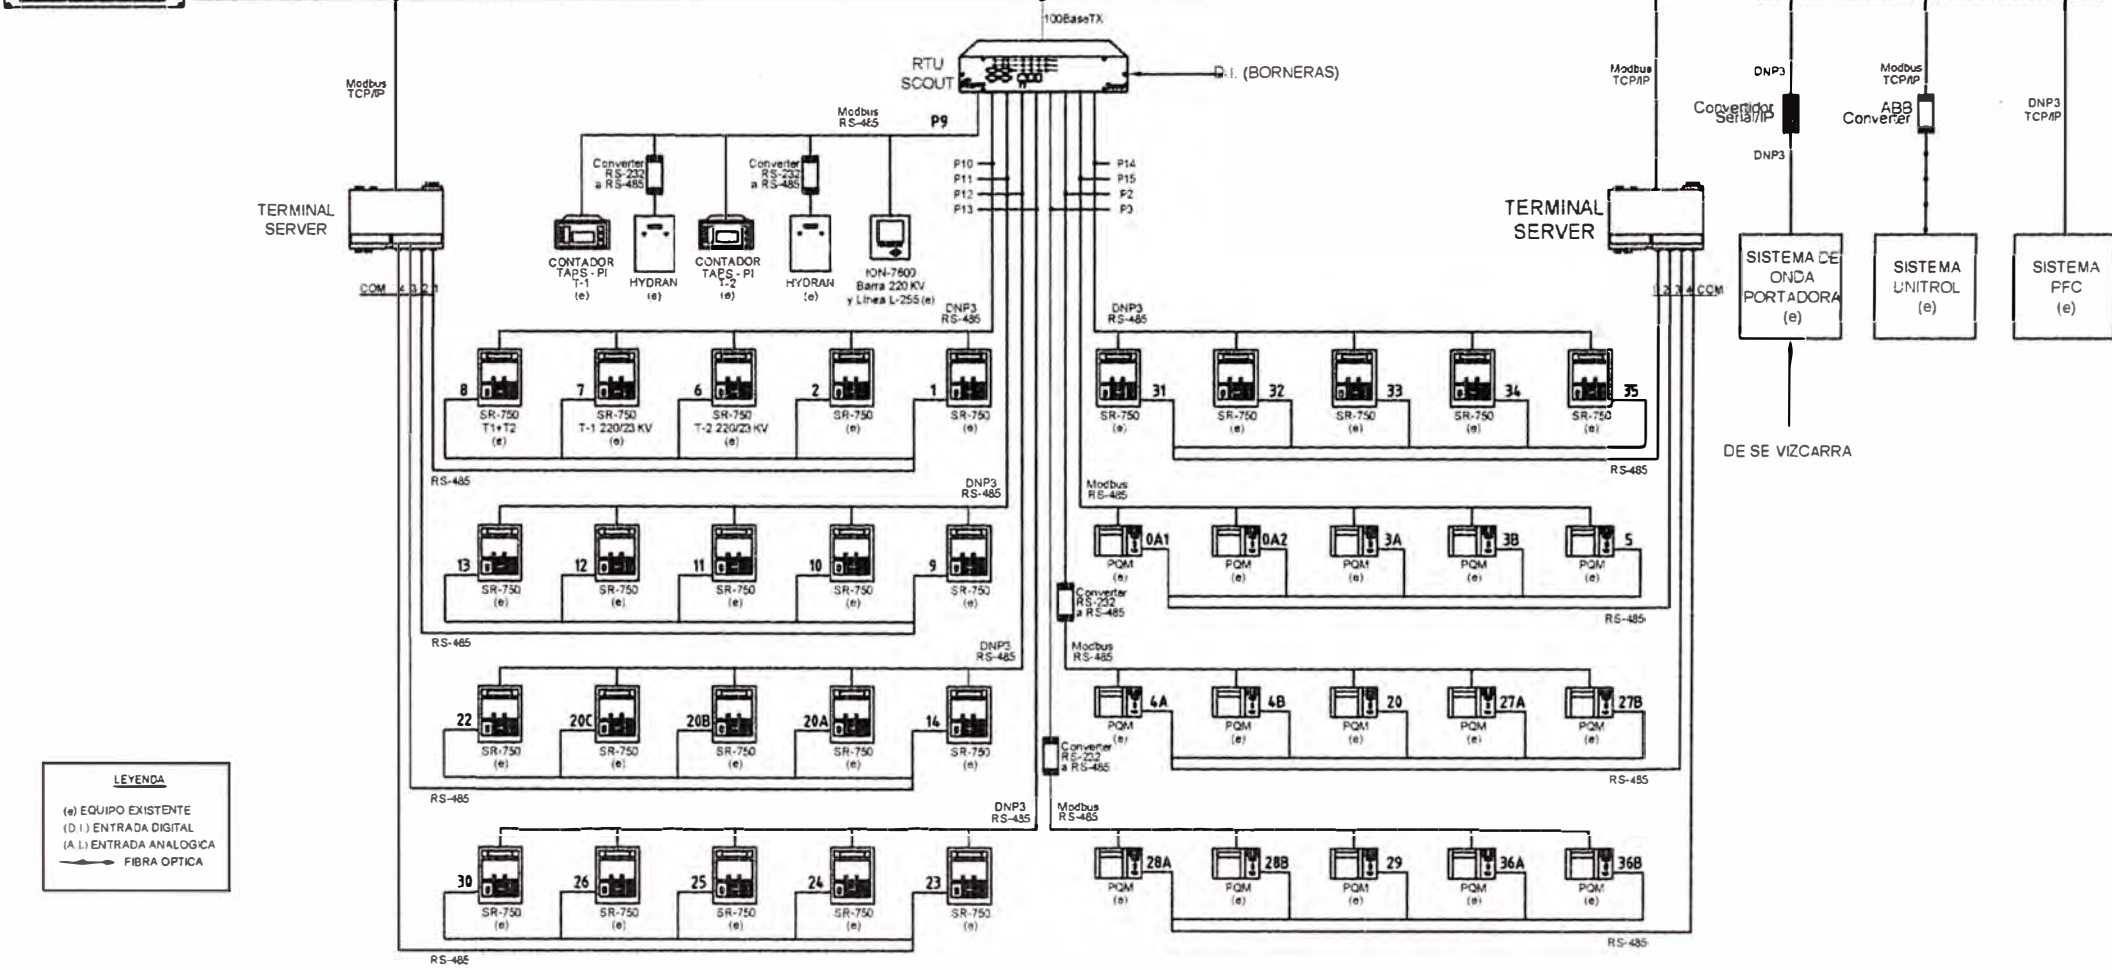 100BaseTX
RTU
SCOUT
D.I. (BORNERAS)
Modbus
TCP/IP
Modbus
RS-485
P9
P10
P11
P12
P13
P14
P15
P2
P3
TERMINAL
SERVER
COM 4 3 2 1
Converter
RS-232
a RS-485
Converter
RS-232
a RS-485
CONTADOR
TAPS - PI
T-1
(e)
HYDRAN
(e)
CONTADOR
TAPS - PI
T-2
(e)
HYDRAN
(e)
ION-7600
Barra 220 KV
y Línea L-255 (e)
Modbus
TCP/IP
TERMINAL
SERVER
1 2 3 4 COM
DNP3
Convertidor
Serial/IP
DNP3
SISTEMA DE
ONDA
PORTADORA
(e)
DE SE VIZCARRA
Modbus
TCP/IP
ABB
Converter
SISTEMA
UNITROL
(e)
DNP3
TCP/IP
SISTEMA
PFC
(e)
DNP3
RS-485
8
SR-750
T1+T2
(e)
7
SR-750
T-1 220/23 KV
(e)
6
SR-750
T-2 220/23 KV
(e)
2
SR-750
(e)
1
SR-750
(e)
RS-485
DNP3
RS-485
31
SR-750
(e)
32
SR-750
(e)
33
SR-750
(e)
34
SR-750
(e)
35
SR-750
(e)
RS-485
DNP3
RS-485
13
SR-750
(e)
12
SR-750
(e)
11
SR-750
(e)
10
SR-750
(e)
9
SR-750
(e)
RS-485
Modbus
RS-485
0A1
PQM
(e)
0A2
PQM
(e)
3A
PQM
(e)
3B
PQM
(e)
5
PQM
(e)
RS-485
Converter
RS-232
a RS-485
DNP3
RS-485
22
SR-750
(e)
20C
SR-750
(e)
20B
SR-750
(e)
20A
SR-750
(e)
14
SR-750
(e)
RS-485
Modbus
RS-485
4A
PQM
(e)
4B
PQM
(e)
20
PQM
(e)
27A
PQM
(e)
27B
PQM
(e)
RS-485
Converter
RS-232
a RS-485
DNP3
RS-485
30
SR-750
(e)
26
SR-750
(e)
25
SR-750
(e)
24
SR-750
(e)
23
SR-750
(e)
RS-485
Modbus
RS-485
28A
PQM
(e)
28B
PQM
(e)
29
PQM
(e)
36A
PQM
(e)
36B
PQM
(e)
RS-485
LEYENDA
(e) EQUIPO EXISTENTE
(D.I.) ENTRADA DIGITAL
(A.I.) ENTRADA ANALOGICA
FIBRA OPTICA